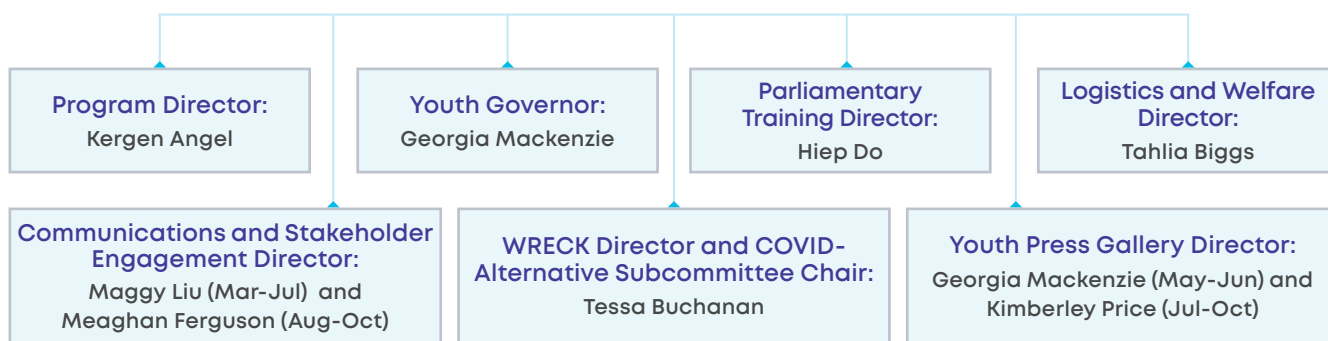 Program Director:
Kergen Angel
Youth Governor:
Georgia Mackenzie
Parliamentary
Training Director:
Hiep Do
Logistics and Welfare
Director:
Tahlia Biggs
Communications and Stakeholder
Engagement Director:
Maggy Liu (Mar-Jul) and
Meaghan Ferguson (Aug-Oct)
WRECK Director and COVID-
Alternative Subcommittee Chair:
Tessa Buchanan
Youth Press Gallery Director:
Georgia Mackenzie (May-Jun) and
Kimberley Price (Jul-Oct)